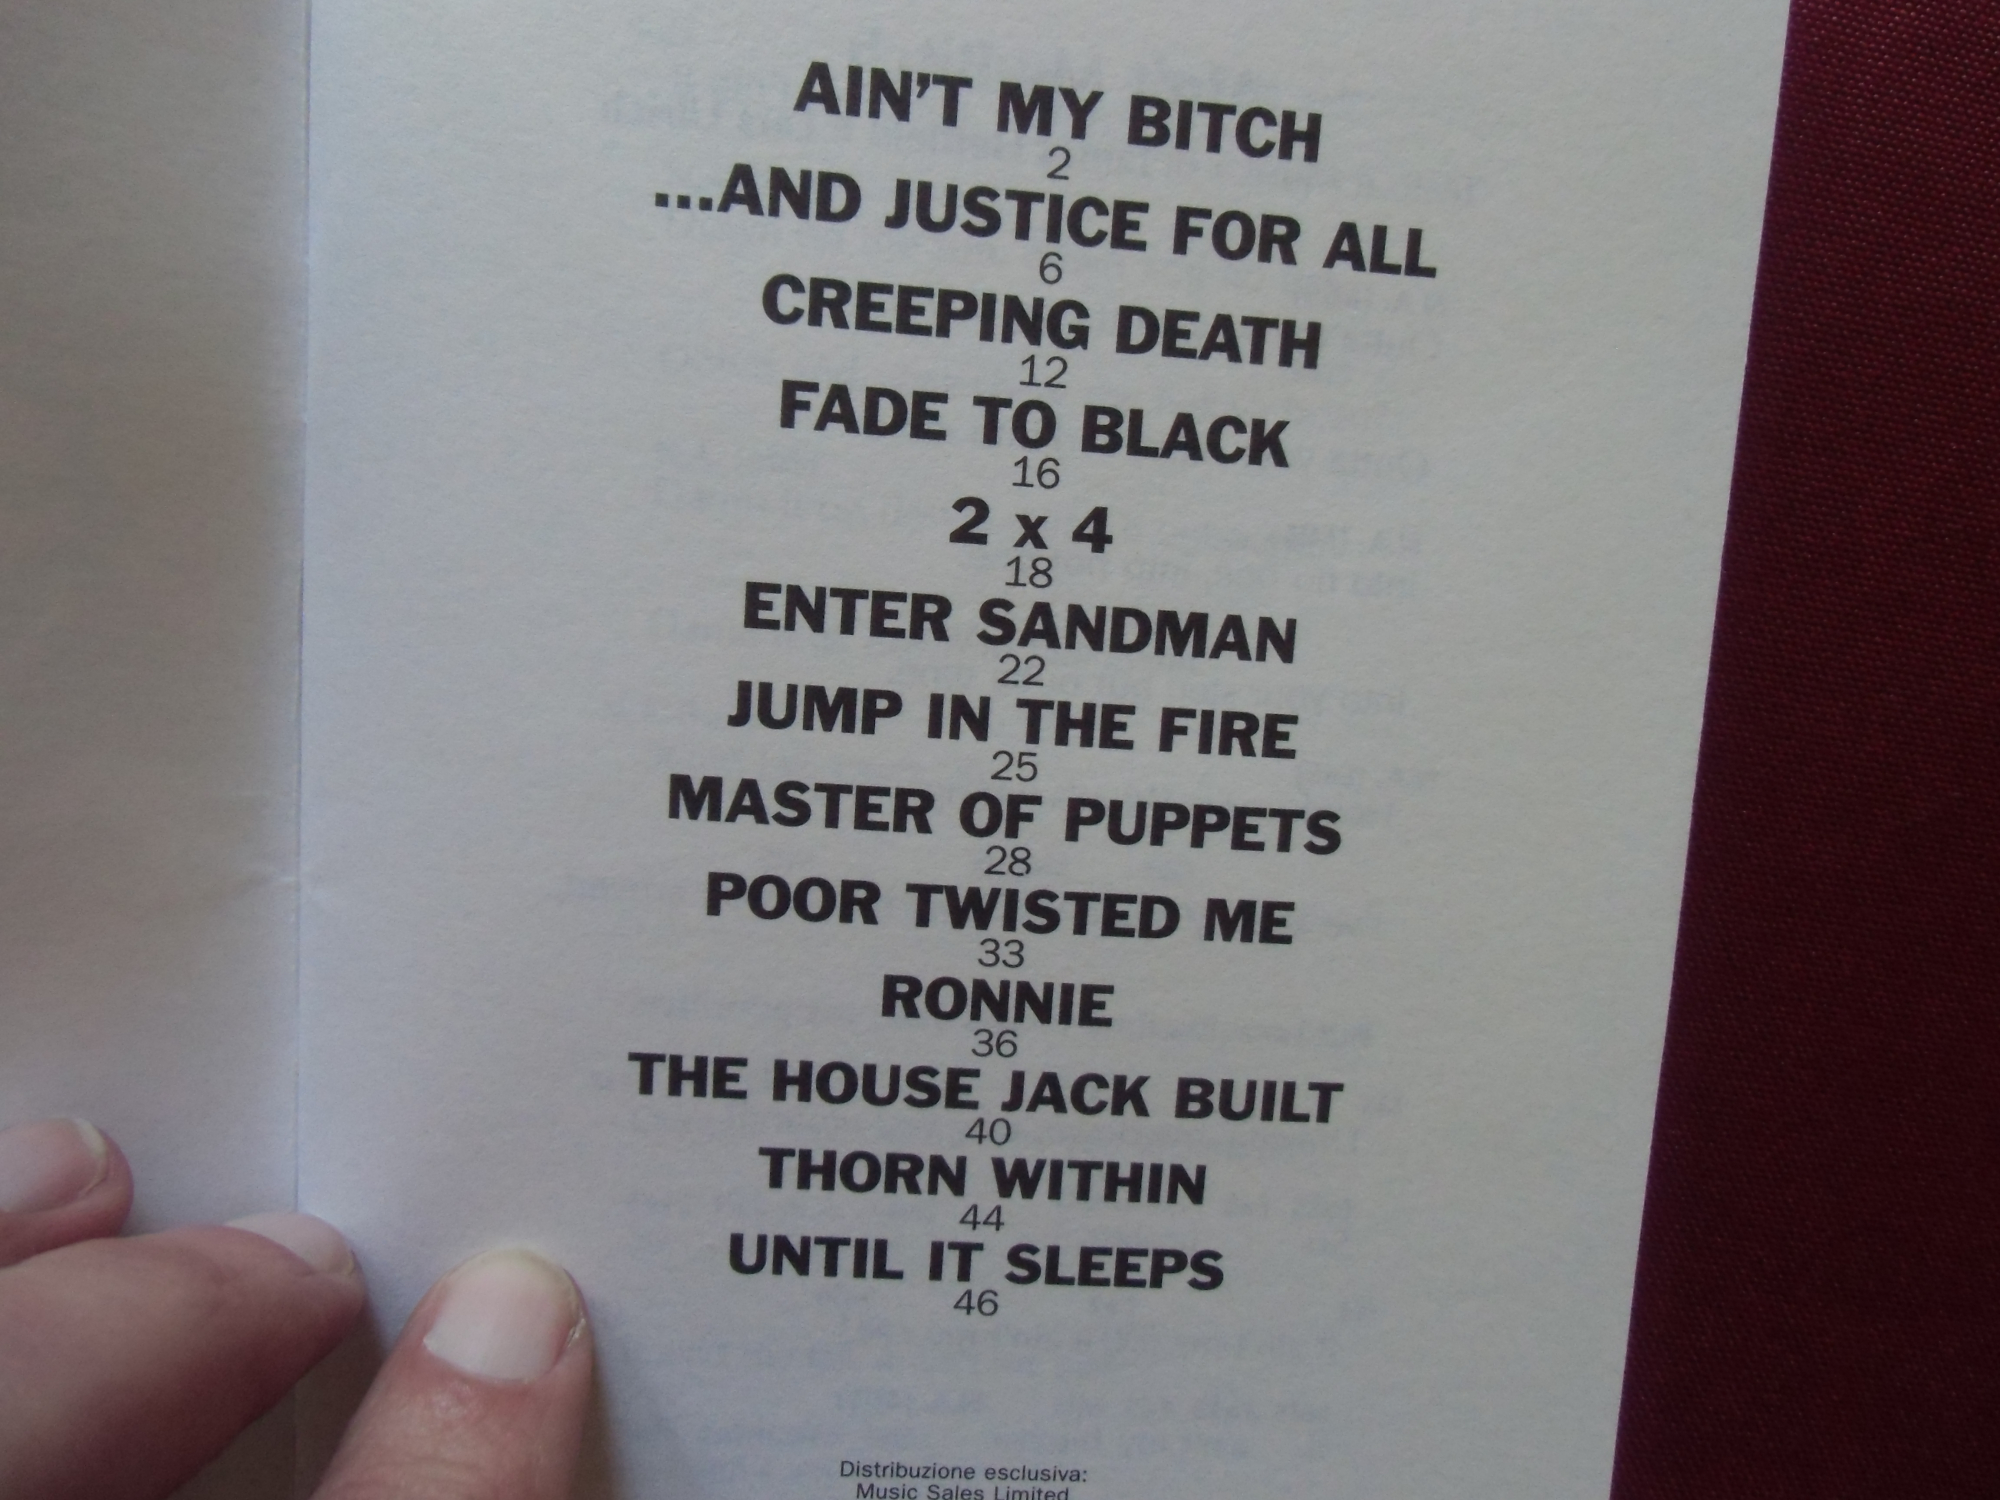 AIN'T MY BITCH
2
...AND JUSTICE FOR ALL
6
CREEPING DEATH
12
FADE TO BLACK
16
2 x 4
18
ENTER SANDMAN
22
JUMP IN THE FIRE
25
MASTER OF PUPPETS
28
POOR TWISTED ME
33
RONNIE
36
THE HOUSE JACK BUILT
40
THORN WITHIN
44
UNTIL IT SLEEPS
46
Distribuzione esclusiva:
Music Sales Limited